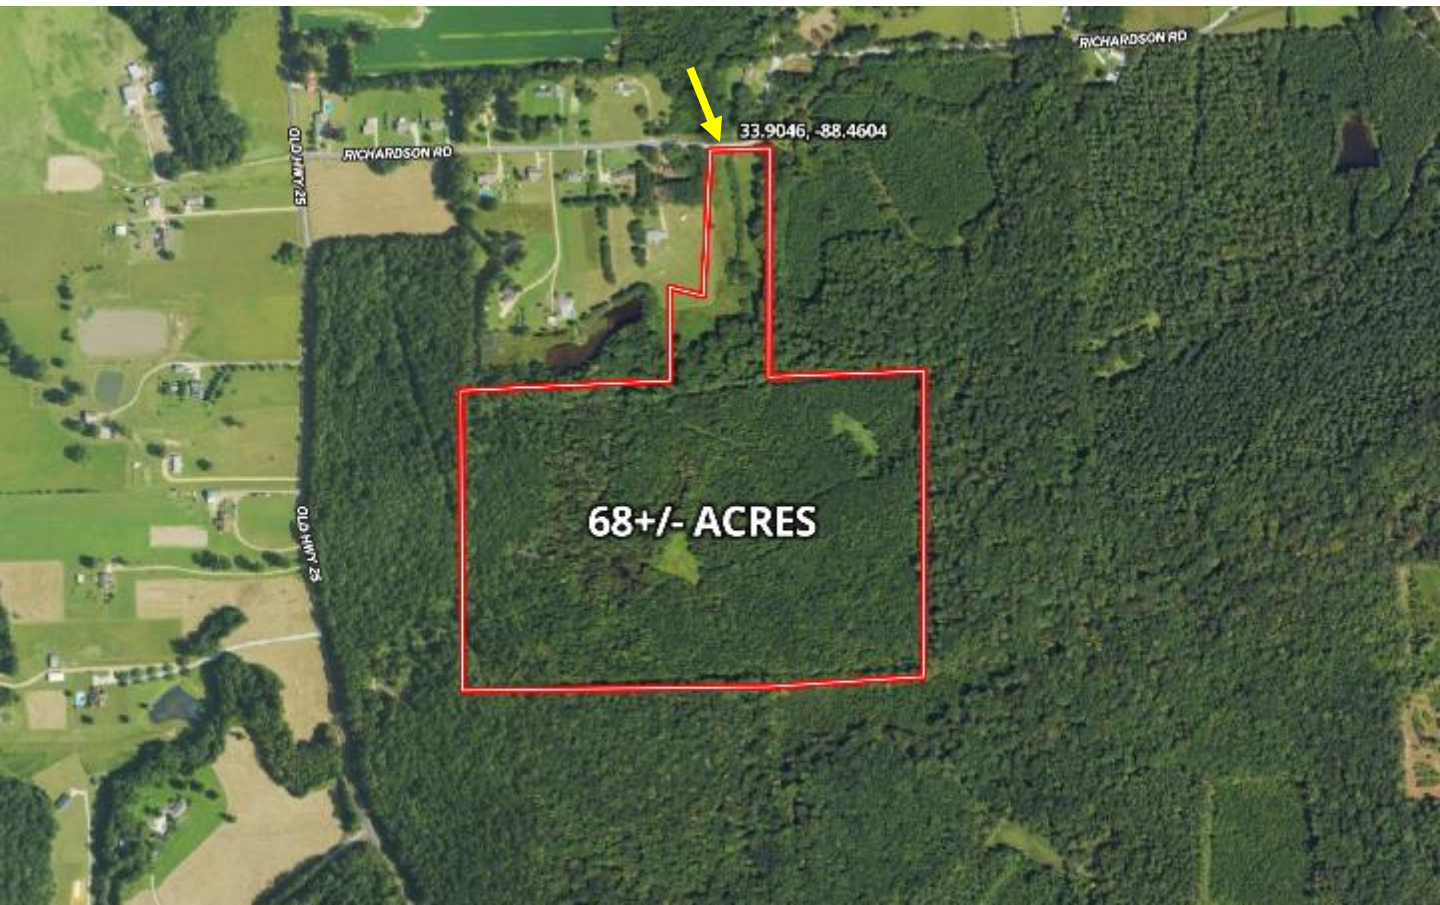 RICHARDSON RD
33.9046, -88.4604
OLD HWY 25
RICHARDSON RD
68+/- ACRES
OLD HWY 25